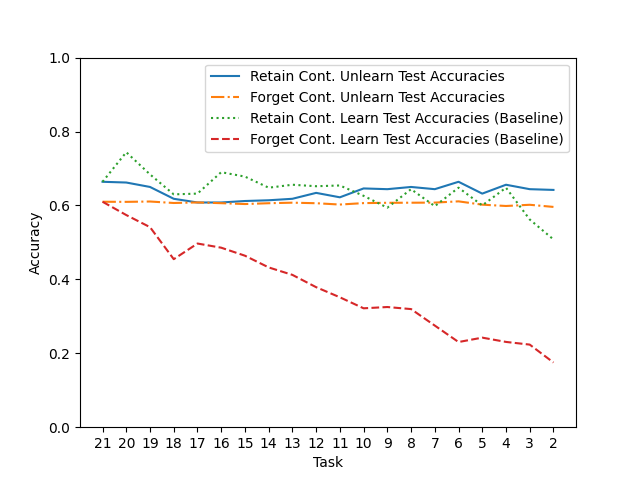 Retain Cont. Unlearn Test Accuracies
Forget Cont. Unlearn Test Accuracies
Retain Cont. Learn Test Accuracies (Baseline)
Forget Cont. Learn Test Accuracies (Baseline)
Accuracy
1.0
0.8
0.6
0.4
0.2
0.0
21 20 19 18 17 16 15 14 13 12 11 10 9 8 7 6 5 4 3 2
Task